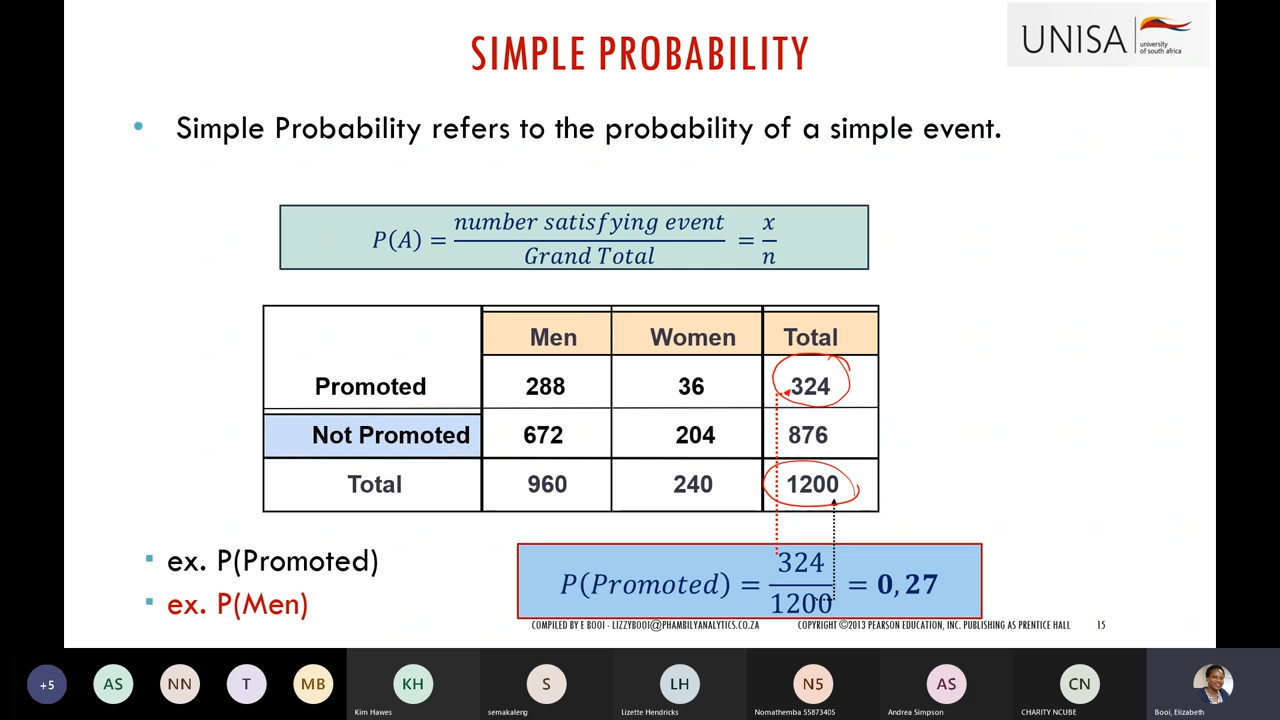 SIMPLE PROBABILITY
UNISA
university
of south africa
• Simple Probability refers to the probability of a simple event.
P(A) = number satisfying event / Grand Total = x / n
Men Women Total
Promoted 288 36 324
Not Promoted 672 204 876
Total 960 240 1200
▪ ex. P(Promoted)
▪ ex. P(Men)
P(Promoted) = 324 / 1200 = 0,27
COMPILED BY E BOOI - LIZZYBOOI@PHAMBILYANALYTICS.CO.ZA COPYRIGHT ©2013 PEARSON EDUCATION, INC. PUBLISHING AS PRENTICE HALL 15
+5 AS NN T MB KH S LH N5 AS CN
Kim Hawes semakaleng Lizette Hendricks Nomathemba 55873405 Andrea Simpson CHARITY NCUBE Booi, Elizabeth